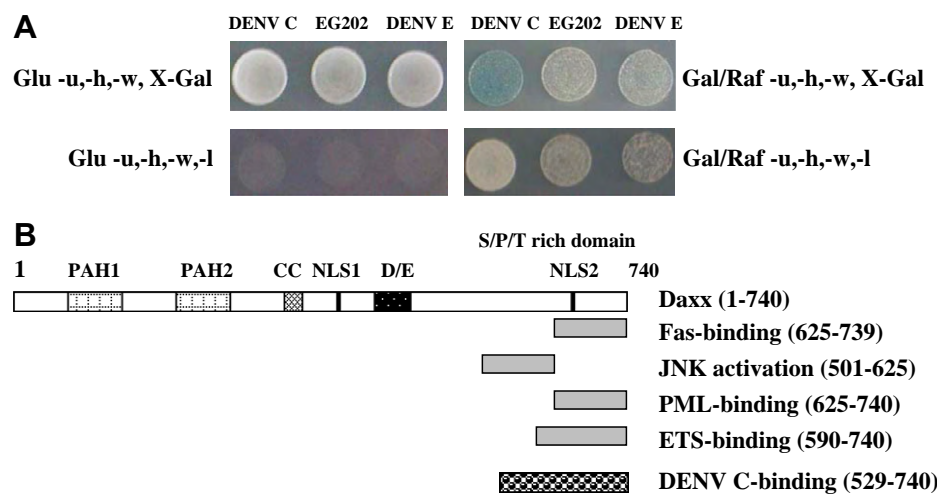 A
DENV C EG202 DENV E DENV C EG202 DENV E
Glu -u,-h,-w, X-Gal Gal/Raf -u,-h,-w, X-Gal
Glu -u,-h,-w,-l Gal/Raf -u,-h,-w,-l
B
S/P/T rich domain
1 PAH1 PAH2 CC NLS1 D/E NLS2 740
Daxx (1-740)
Fas-binding (625-739)
JNK activation (501-625)
PML-binding (625-740)
ETS-binding (590-740)
DENV C-binding (529-740)